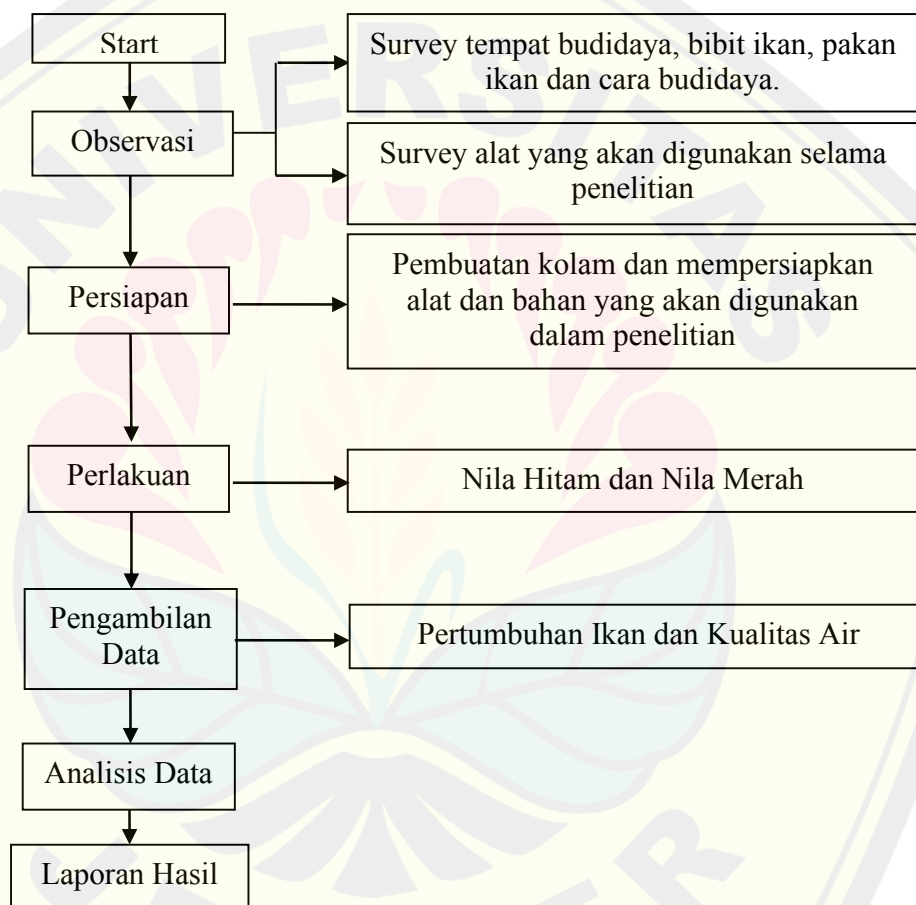 Start
Survey tempat budidaya, bibit ikan, pakan
ikan dan cara budidaya.
Observasi
Survey alat yang akan digunakan selama
penelitian
Persiapan
Pembuatan kolam dan mempersiapkan
alat dan bahan yang akan digunakan
dalam penelitian
Perlakuan
Nila Hitam dan Nila Merah
Pengambilan
Data
Pertumbuhan Ikan dan Kualitas Air
Analisis Data
Laporan Hasil
UNIVERSITAS